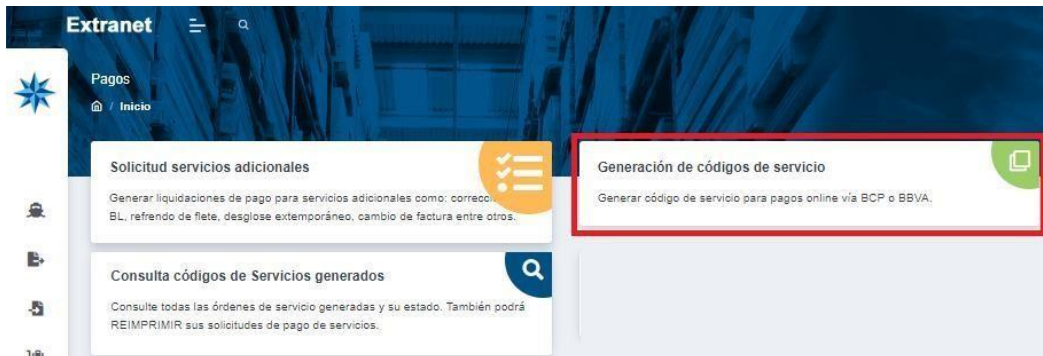 Extranet
Pagos
/ Inicio
Solicitud servicios adicionales
Generar liquidaciones de pago para servicios adicionales como:
BL, refrendo de flete, desglose extemporáneo, cambio de factura entre otros.
Generación de códigos de servicio
Generar código de servicio para pagos online vía BCP o BBVA.
Consulta códigos de Servicios generados
Consulte todas las órdenes de servicio generadas y su estado. También podrá
REIMPRIMIR sus solicitudes de pago de servicios.